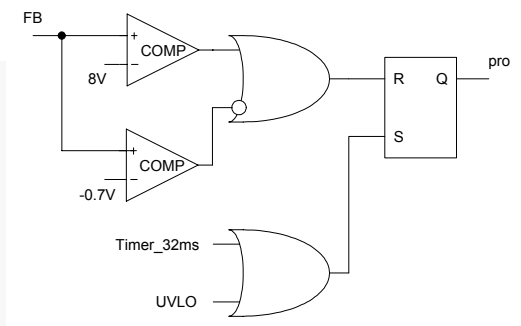 FB
+
COMP
-
8V
pro
R Q
S
+
COMP
-
-0.7V
Timer_32ms
UVLO